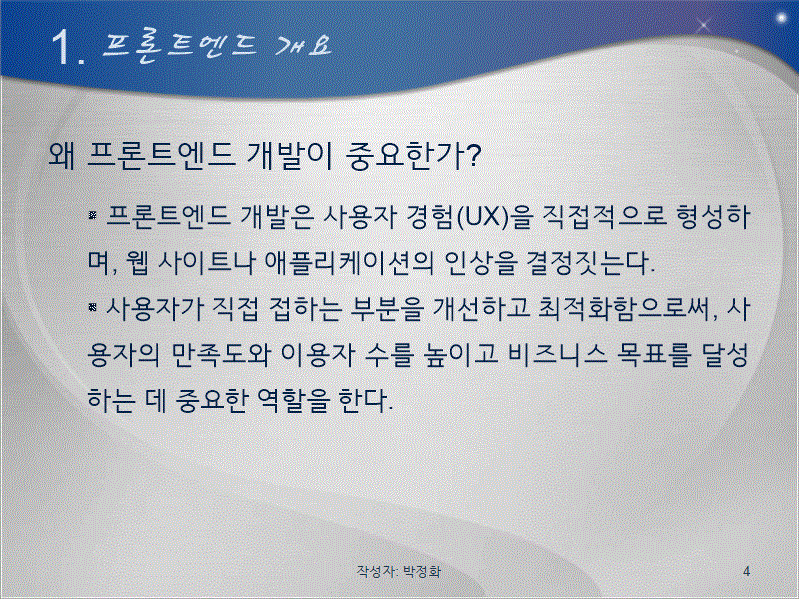 1. 프론트엔드 개요
왜 프론트엔드 개발이 중요한가?
프론트엔드 개발은 사용자 경험(UX)을 직접적으로 형성하
며, 웹 사이트나 애플리케이션의 인상을 결정짓는다.
사용자가 직접 접하는 부분을 개선하고 최적화함으로써, 사
용자의 만족도와 이용자 수를 높이고 비즈니스 목표를 달성
하는 데 중요한 역할을 한다.
작성자: 박정화
4